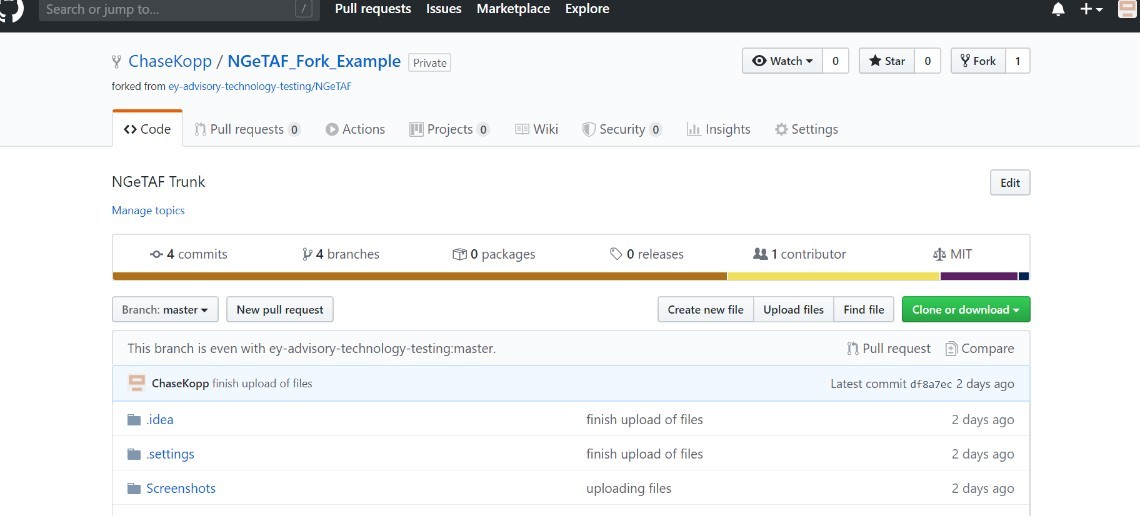 Search or jump to... / Pull requests Issues Marketplace Explore
ChaseKopp / NGeTAF_Fork_Example Private Watch 0 Star 0 Fork 1
forked from ey-advisory-technology-testing/NGeTAF
Code Pull requests 0 Actions Projects 0 Wiki Security 0 Insights Settings
NGeTAF Trunk Edit
Manage topics
4 commits 4 branches 0 packages 0 releases 1 contributor MIT
Branch: master New pull request Create new file Upload files Find file Clone or download
This branch is even with ey-advisory-technology-testing:master. Pull request Compare
ChaseKopp finish upload of files Latest commit df8a7ec 2 days ago
.idea finish upload of files 2 days ago
.settings finish upload of files 2 days ago
Screenshots uploading files 2 days ago